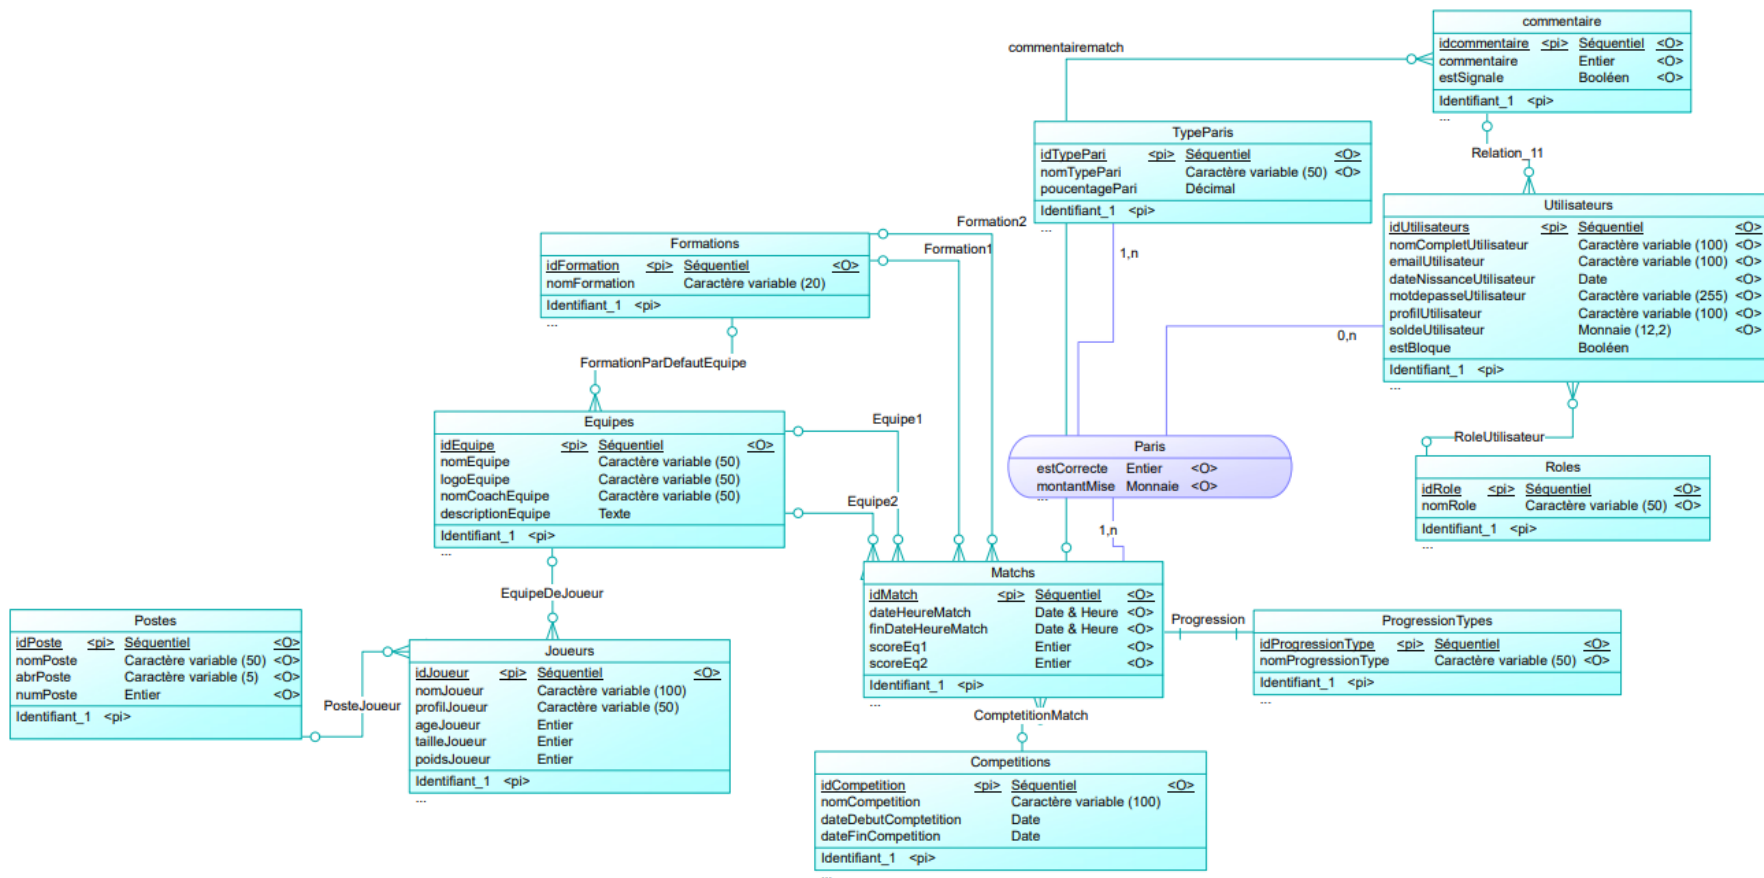 commentaire
idcommentaire <pi> Séquentiel <O>
commentaire Entier <O>
estSignale Booléen <O>
Identifiant_1 <pi>
...
commentairematch
Relation_11
TypeParis
idTypePari <pi> Séquentiel <O>
nomTypePari Caractère variable (50) <O>
poucentagePari Décimal
Identifiant_1 <pi>
...
Utilisateurs
idUtilisateurs <pi> Séquentiel <O>
nomCompletUtilisateur Caractère variable (100) <O>
emailUtilisateur Caractère variable (100) <O>
dateNissanceUtilisateur Date <O>
motdepasseUtilisateur Caractère variable (255) <O>
profilUtilisateur Caractère variable (100) <O>
soldeUtilisateur Monnaie (12,2) <O>
estBloque Booléen
Identifiant_1 <pi>
...
Formation2
Formation1
1,n
0,n
Formations
idFormation <pi> Séquentiel <O>
nomFormation Caractère variable (20)
Identifiant_1 <pi>
...
FormationParDefautEquipe
Equipes
idEquipe <pi> Séquentiel <O>
nomEquipe Caractère variable (50)
logoEquipe Caractère variable (50)
nomCoachEquipe Caractère variable (50)
descriptionEquipe Texte
Identifiant_1 <pi>
...
Equipe1
Equipe2
Paris
estCorrecte Entier <O>
montantMise Monnaie <O>
...
1,n
RoleUtilisateur
Roles
idRole <pi> Séquentiel <O>
nomRole Caractère variable (50) <O>
Identifiant_1 <pi>
...
EquipeDeJoueur
Matchs
idMatch <pi> Séquentiel <O>
dateHeureMatch Date & Heure <O>
finDateHeureMatch Date & Heure <O>
scoreEq1 Entier <O>
scoreEq2 Entier <O>
Identifiant_1 <pi>
...
Progression
ProgressionTypes
idProgressionType <pi> Séquentiel <O>
nomProgressionType Caractère variable (50) <O>
Identifiant_1 <pi>
...
Postes
idPoste <pi> Séquentiel <O>
nomPoste Caractère variable (50) <O>
abrPoste Caractère variable (5) <O>
numPoste Entier <O>
Identifiant_1 <pi>
PosteJoueur
Joueurs
idJoueur <pi> Séquentiel <O>
nomJoueur Caractère variable (100)
profilJoueur Caractère variable (50)
ageJoueur Entier
tailleJoueur Entier
poidsJoueur Entier
Identifiant_1 <pi>
...
ComptetitionMatch
Competitions
idCompetition <pi> Séquentiel <O>
nomCompetition Caractère variable (100)
dateDebutComptetition Date
dateFinCompetition Date
Identifiant_1 <pi>
...